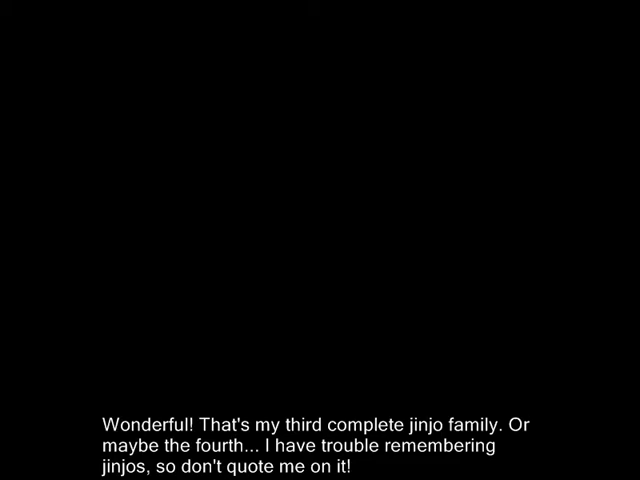 Wonderful! That's my third complete jinjo family. Or
maybe the fourth... I have trouble remembering
jinjos, so don't quote me on it!